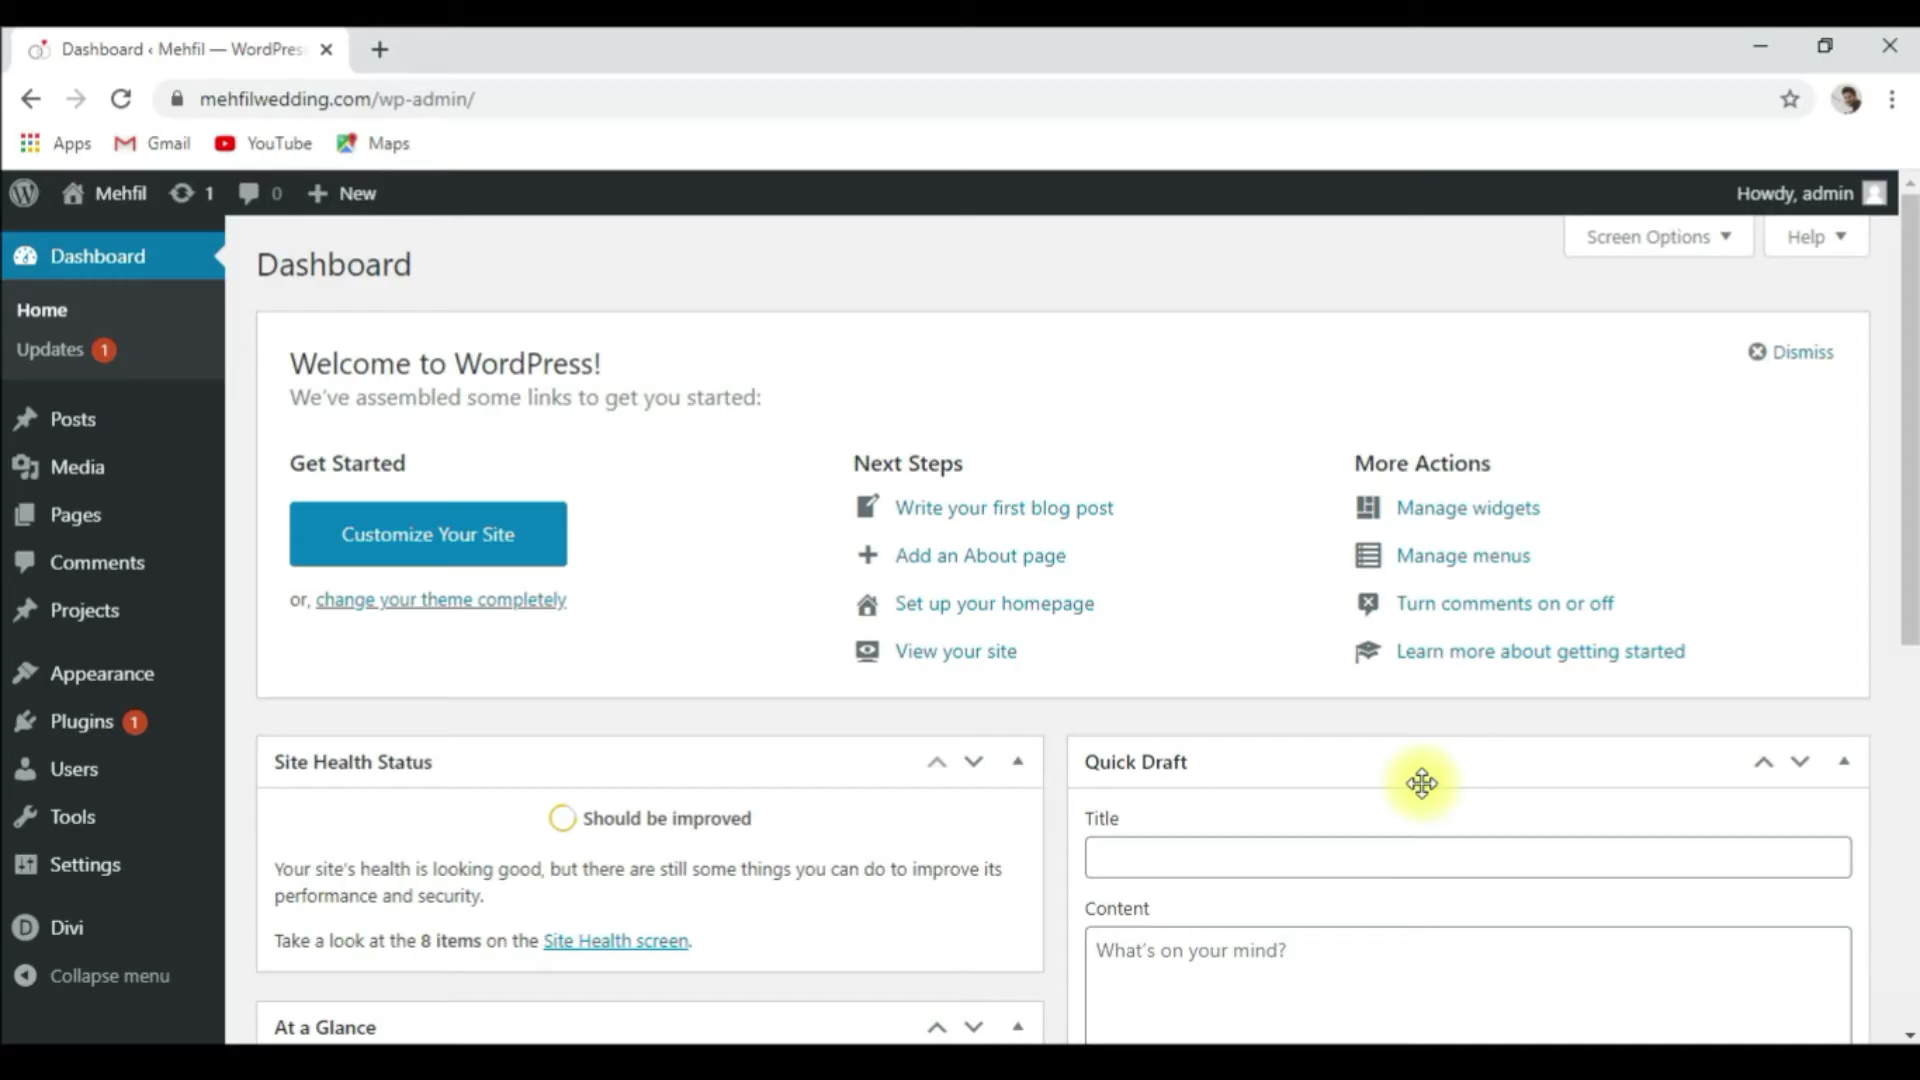 Dashboard ‹ Mehfil — WordPres
mehfilwedding.com/wp-admin/
Apps Gmail YouTube Maps
Mehfil 1 0 New Howdy, admin
Screen Options Help
Dashboard
Home
Updates 1
Posts
Media
Pages
Comments
Projects
Appearance
Plugins 1
Users
Tools
Settings
Divi
Collapse menu
Dashboard
Welcome to WordPress!
Dismiss
We've assembled some links to get you started:
Get Started
Customize Your Site
or, change your theme completely
Next Steps
Write your first blog post
Add an About page
Set up your homepage
View your site
More Actions
Manage widgets
Manage menus
Turn comments on or off
Learn more about getting started
Site Health Status
Should be improved
Your site's health is looking good, but there are still some things you can do to improve its
performance and security.
Take a look at the 8 items on the Site Health screen.
At a Glance
Quick Draft
Title
Content
What's on your mind?